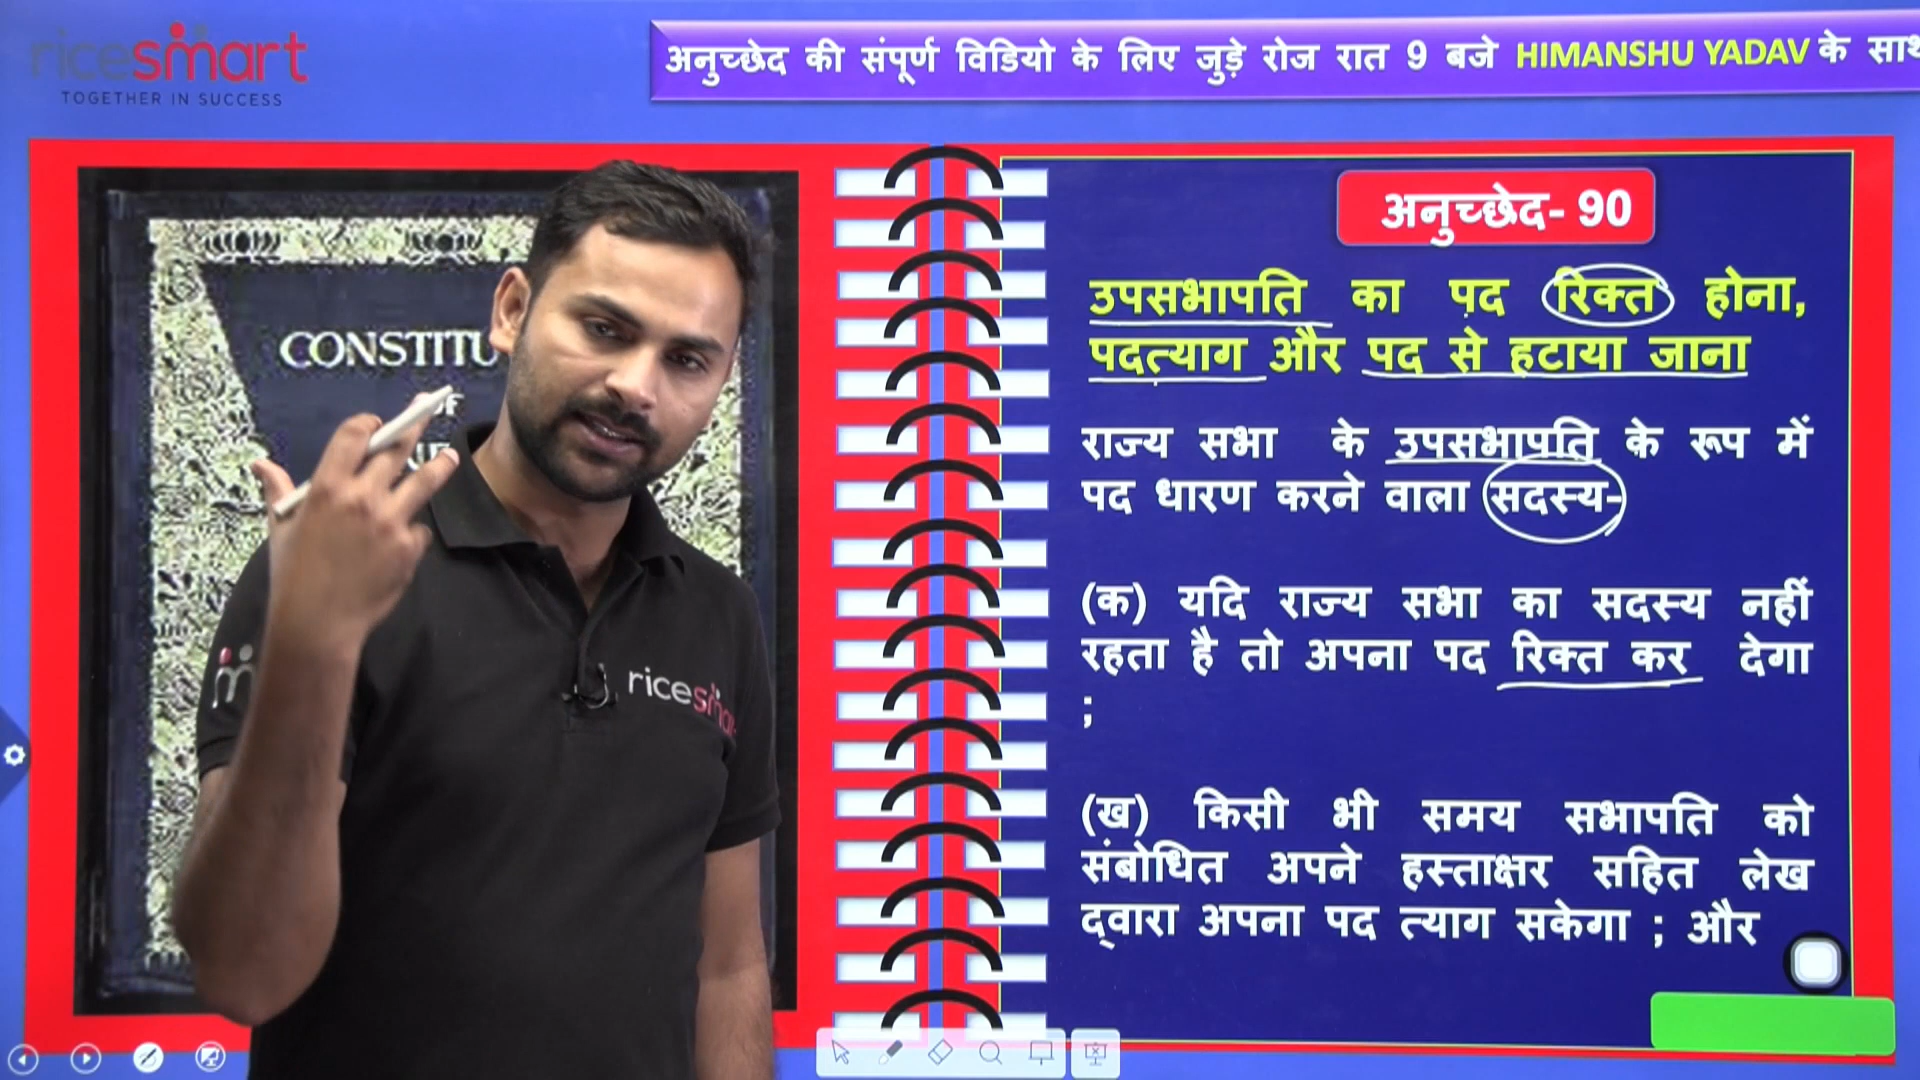 ricesmart
TOGETHER IN SUCCESS
अनुच्छेद की संपूर्ण विडियो के लिए जुड़े रोज रात 9 बजे HIMANSHU YADAV के साथ
CONSTITU
OF
अनुच्छेद- 90
उपसभापति का पद रिक्त होना,
पदत्याग और पद से हटाया जाना
राज्य सभा के उपसभापति के रूप में
पद धारण करने वाला सदस्य-
(क) यदि राज्य सभा का सदस्य नहीं
रहता है तो अपना पद रिक्त कर देगा
;
(ख) किसी भी समय सभापति को
संबोधित अपने हस्ताक्षर सहित लेख
द्वारा अपना पद त्याग सकेगा ; और
ricesmar